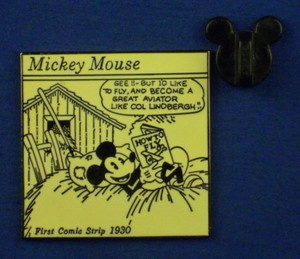 Mickey Mouse
GEE!!- BUT I'D LIKE
TO FLY, AND BECOME A
GREAT AVIATOR
LIKE COL LINDBERGH!
HOW TO
FLY
First Comic Strip 1930